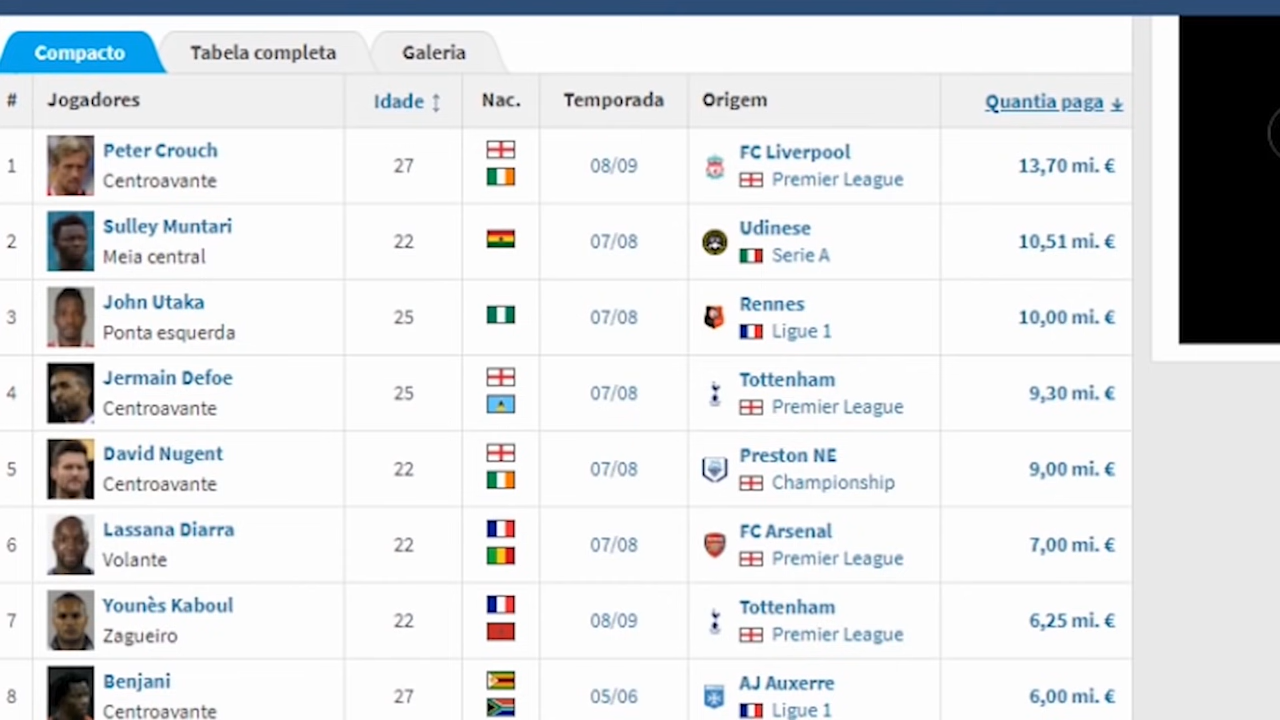 Compacto Tabela completa Galeria
# Jogadores Idade ↕ Nac. Temporada Origem Quantia paga ↓
1 Peter Crouch 27 08/09 FC Liverpool 13,70 mi. €
Centroavante Premier League
2 Sulley Muntari 22 07/08 Udinese 10,51 mi. €
Meia central Serie A
3 John Utaka 25 07/08 Rennes 10,00 mi. €
Ponta esquerda Ligue 1
4 Jermain Defoe 25 07/08 Tottenham 9,30 mi. €
Centroavante Premier League
5 David Nugent 22 07/08 Preston NE 9,00 mi. €
Centroavante Championship
6 Lassana Diarra 22 07/08 FC Arsenal 7,00 mi. €
Volante Premier League
7 Younès Kaboul 22 08/09 Tottenham 6,25 mi. €
Zagueiro Premier League
8 Benjani 27 05/06 AJ Auxerre 6,00 mi. €
Centroavante Ligue 1